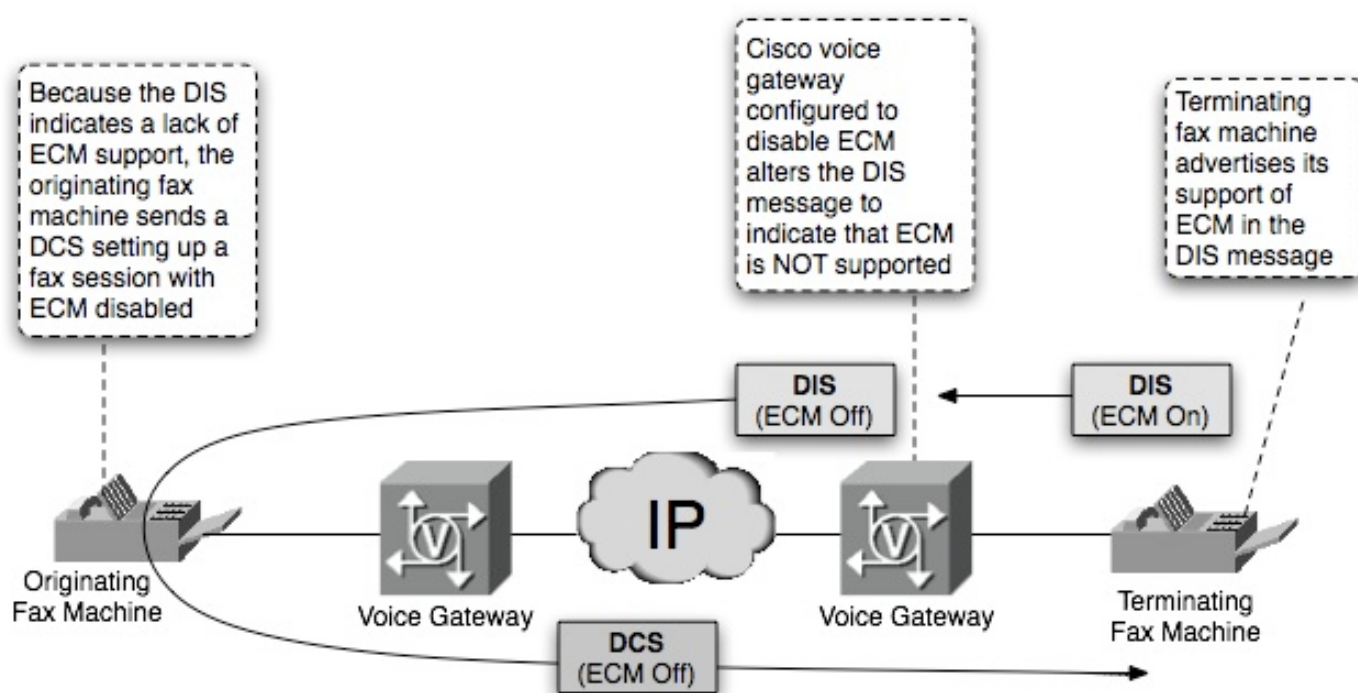 Because the DIS
indicates a lack of
ECM support, the
originating fax
machine sends a
DCS setting up a
fax session with
ECM disabled
Cisco voice
gateway
configured to
disable ECM
alters the DIS
message to
indicate that ECM
is NOT supported
Terminating
fax machine
advertises its
support of
ECM in the
DIS message
DIS
(ECM Off)
DIS
(ECM On)
V
IP
V
Originating
Fax Machine
Voice Gateway
Voice Gateway
Terminating
Fax Machine
DCS
(ECM Off)